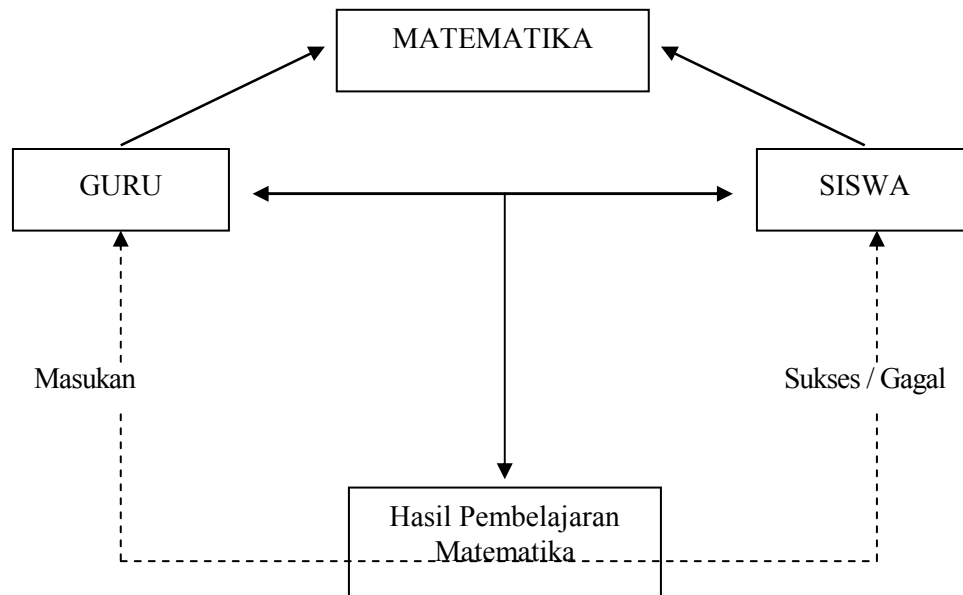 MATEMATIKA
GURU
SISWA
Masukan
Sukses / Gagal
Hasil Pembelajaran
Matematika